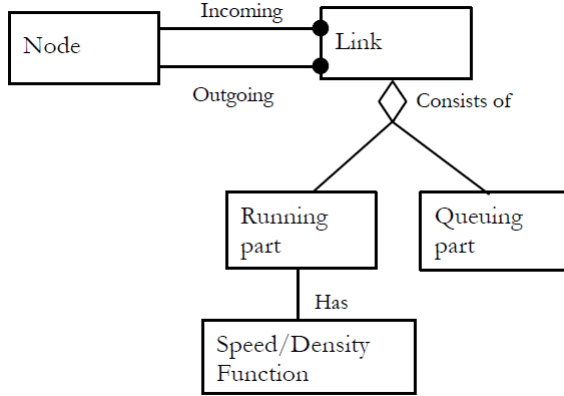 Incoming
Node
Link
Outgoing
Consists of
Running
part
Queuing
part
Has
Speed/Density
Function